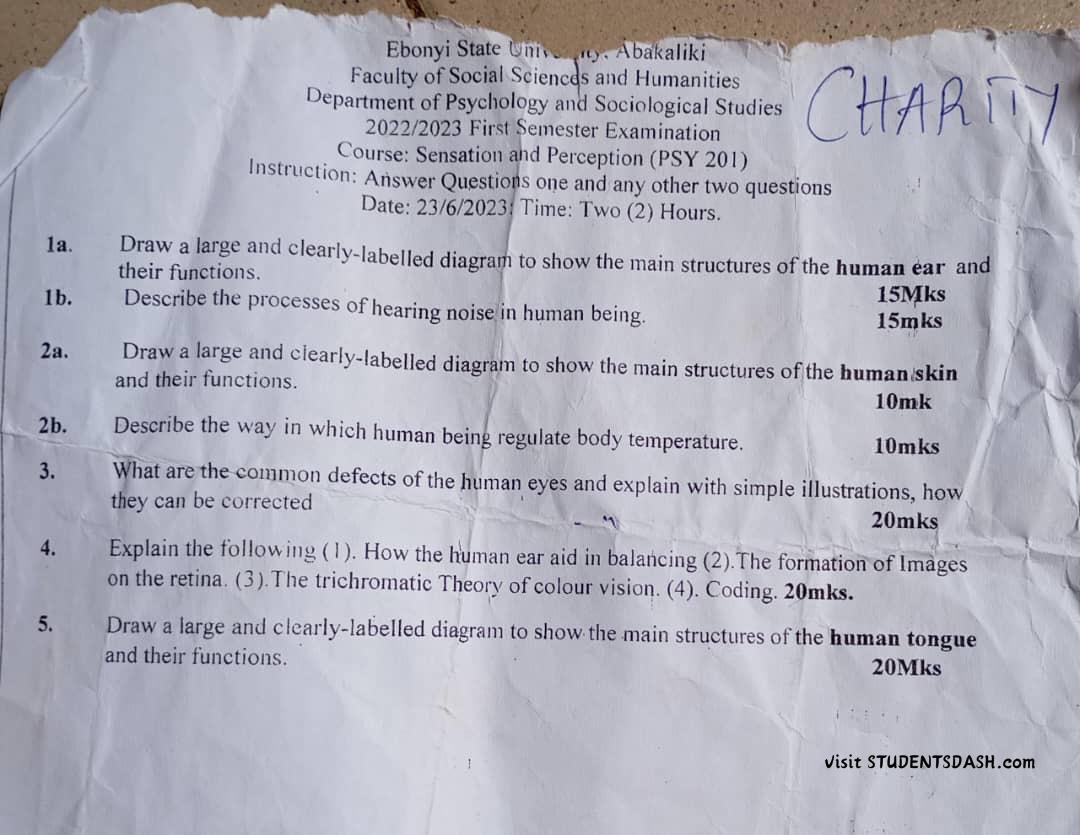 Ebonyi State Abakaliki
Faculty of Social Sciences and Humanities
Department of Psychology and Sociological Studies
2022/2023 First Semester Examination
Course: Sensation and Perception (PSY 201)
Instruction: Answer Questions one and any other two questions
Date: 23/6/2023: Time: Two (2) Hours.
CHARITY
1a. Draw a large and clearly-labelled diagram to show the main structures of the human ear and
their functions. 15Mks
1b. Describe the processes of hearing noise in human being. 15mks
2a. Draw a large and clearly-labelled diagram to show the main structures of the human skin
and their functions. 10mk
2b. Describe the way in which human being regulate body temperature. 10mks
3. What are the common defects of the human eyes and explain with simple illustrations, how
they can be corrected 20mks
4. Explain the following (1). How the human ear aid in balancing (2).The formation of Images
on the retina. (3).The trichromatic Theory of colour vision. (4). Coding. 20mks.
5. Draw a large and clearly-labelled diagram to show the main structures of the human tongue
and their functions. 20Mks
Visit STUDENTSDASH.com